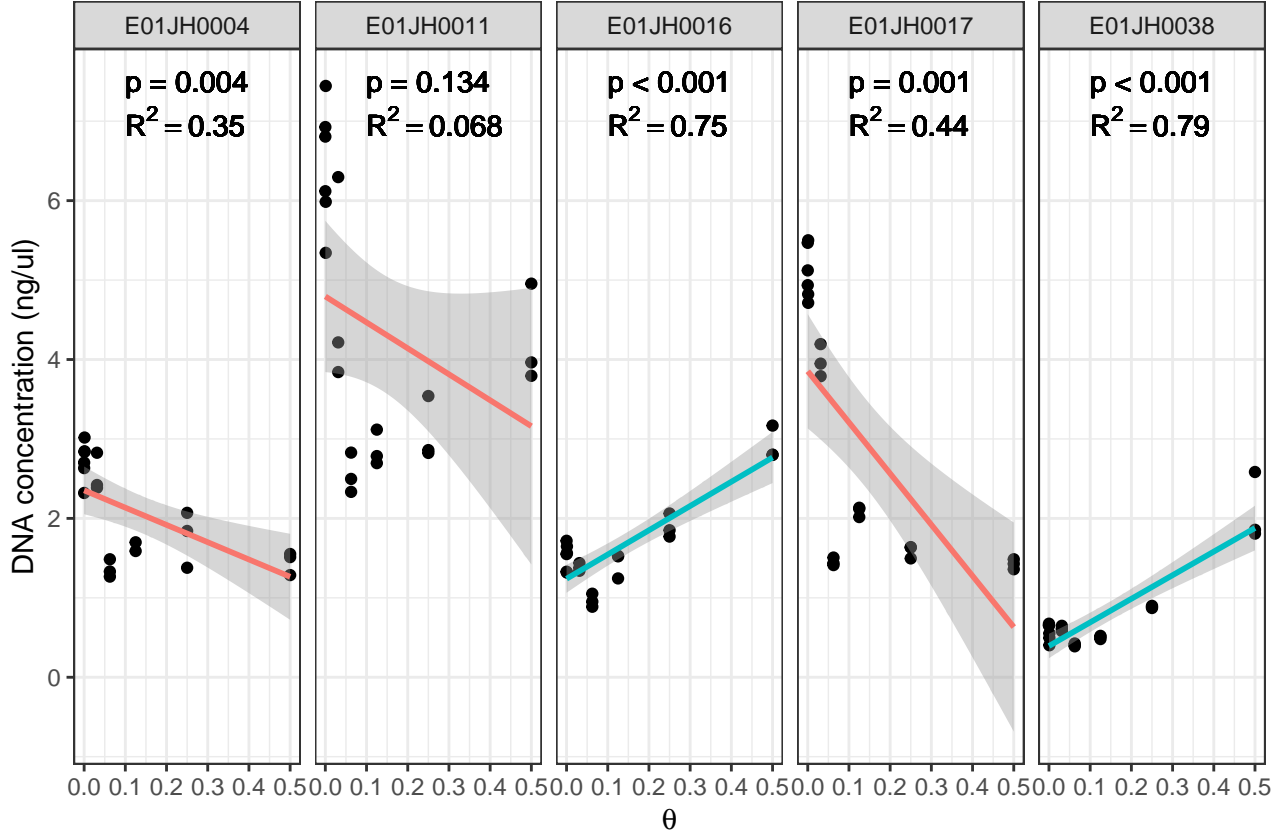 E01JH0004 E01JH0011 E01JH0016 E01JH0017 E01JH0038
p = 0.004 p = 0.134 p < 0.001 p = 0.001 p < 0.001
R² = 0.35 R² = 0.068 R² = 0.75 R² = 0.44 R² = 0.79
DNA concentration (ng/ul)
6
4
2
0
0.0 0.1 0.2 0.3 0.4 0.5 0.0 0.1 0.2 0.3 0.4 0.5 0.0 0.1 0.2 0.3 0.4 0.5 0.0 0.1 0.2 0.3 0.4 0.5 0.0 0.1 0.2 0.3 0.4 0.5
θ